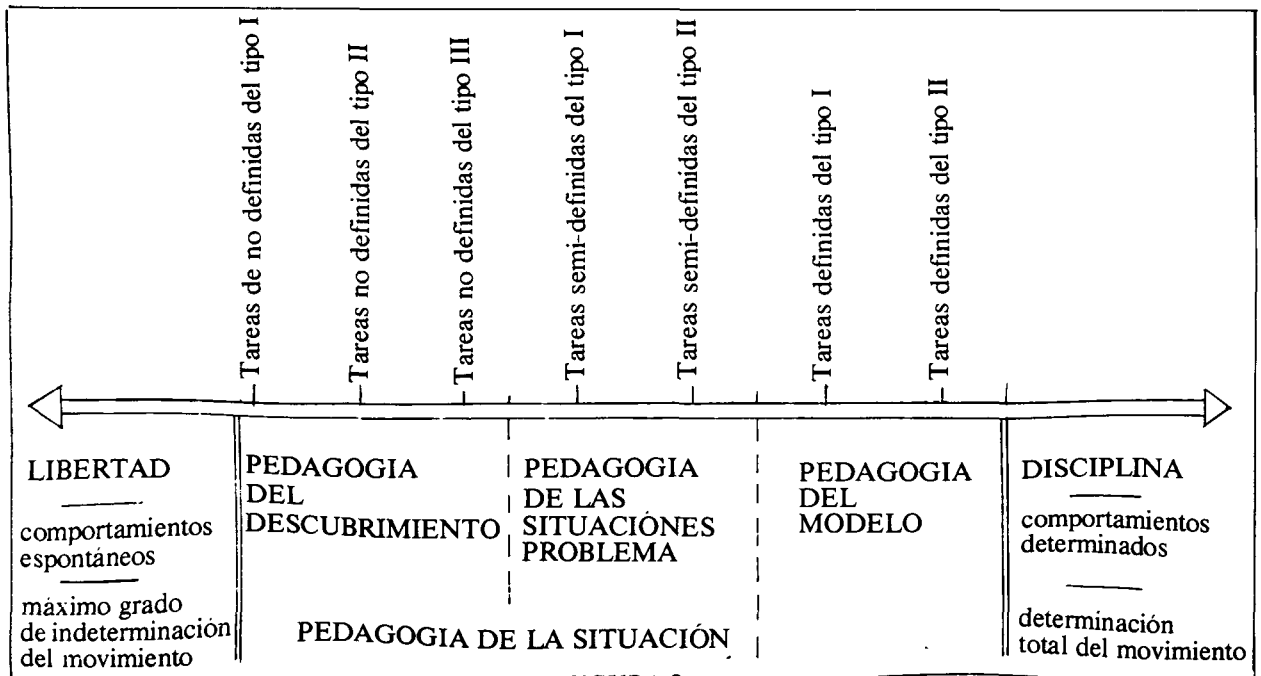 Tareas de no definidas del tipo I
Tareas no definidas del tipo II
Tareas no definidas del tipo III
Tareas semi-definidas del tipo I
Tareas semi-definidas del tipo II
Tareas definidas del tipo I
Tareas definidas del tipo II
LIBERTAD
comportamientos
espontáneos
máximo grado
de indeterminación
del movimiento
PEDAGOGIA
DEL
DESCUBRIMIENTO
PEDAGOGIA
DE LAS
SITUACIÓNES
PROBLEMA
PEDAGOGIA DE LA SITUACIÓN
PEDAGOGIA
DEL
MODELO
DISCIPLINA
comportamientos
determinados
determinación
total del movimiento